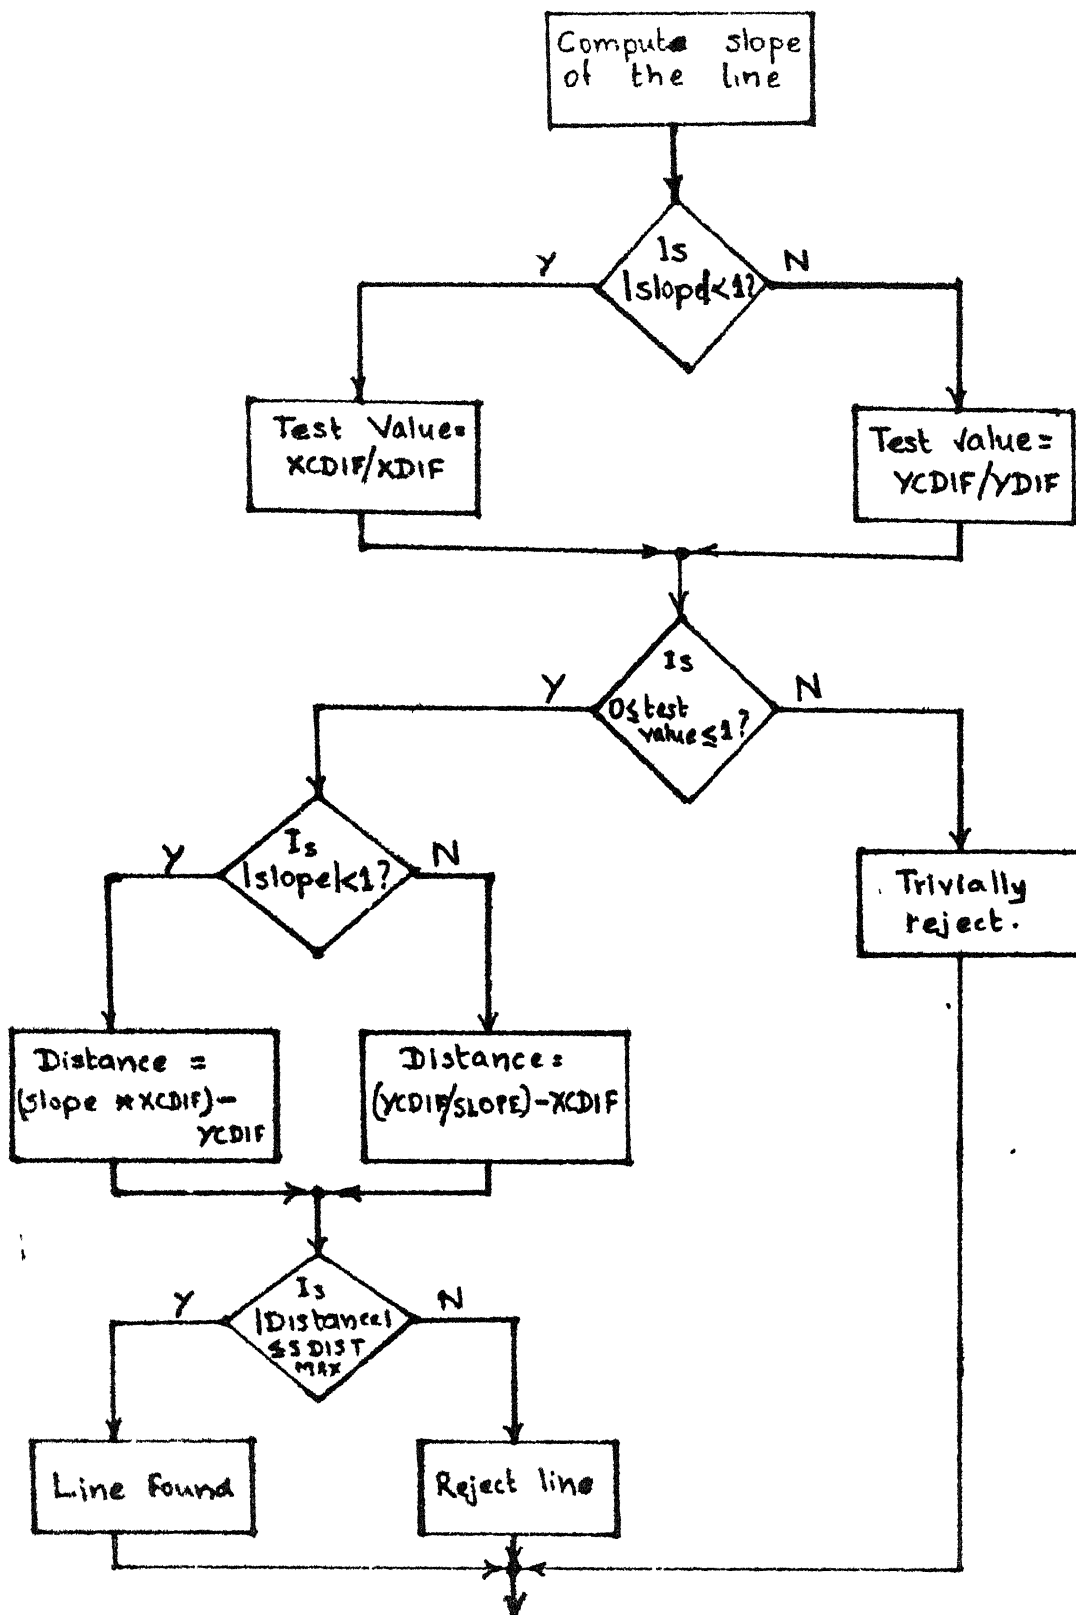 Compute slope
of the line
Is
|slope|<1?
Y
N
Test Value=
XCDIF/XDIF
Test value=
YCDIF/YDIF
Is
0≤test
value≤1?
Y
N
Is
|slope|<1?
Y
N
Trivially
reject.
Distance =
(slope * XCDIF)-
YCDIF
Distance=
(YCDIF/SLOPE)-XCDIF
Is
|Distance|
≤SDIST
MAX
Y
N
Line found
Reject line